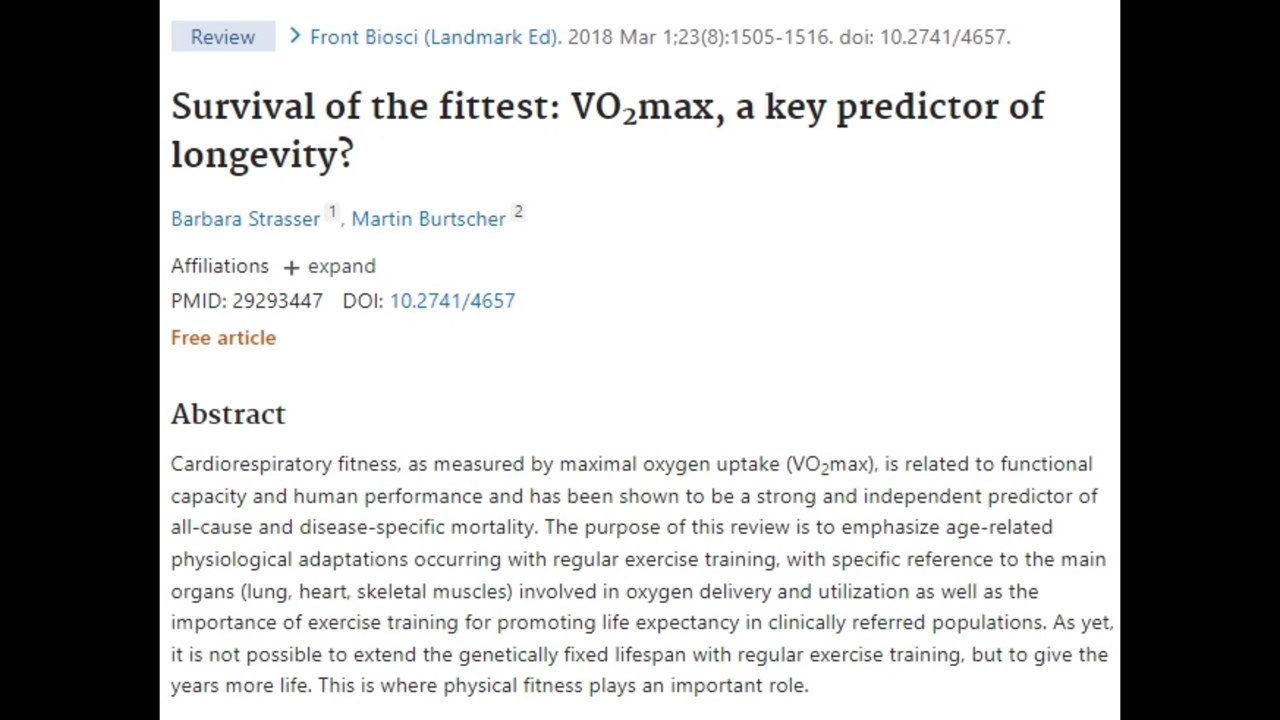 Review > Front Biosci (Landmark Ed). 2018 Mar 1;23(8):1505-1516. doi: 10.2741/4657.
Survival of the fittest: VO₂max, a key predictor of
longevity?
Barbara Strasser 1, Martin Burtscher 2
Affiliations + expand
PMID: 29293447 DOI: 10.2741/4657
Free article
Abstract
Cardiorespiratory fitness, as measured by maximal oxygen uptake (VO₂max), is related to functional
capacity and human performance and has been shown to be a strong and independent predictor of
all-cause and disease-specific mortality. The purpose of this review is to emphasize age-related
physiological adaptations occurring with regular exercise training, with specific reference to the main
organs (lung, heart, skeletal muscles) involved in oxygen delivery and utilization as well as the
importance of exercise training for promoting life expectancy in clinically referred populations. As yet,
it is not possible to extend the genetically fixed lifespan with regular exercise training, but to give the
years more life. This is where physical fitness plays an important role.